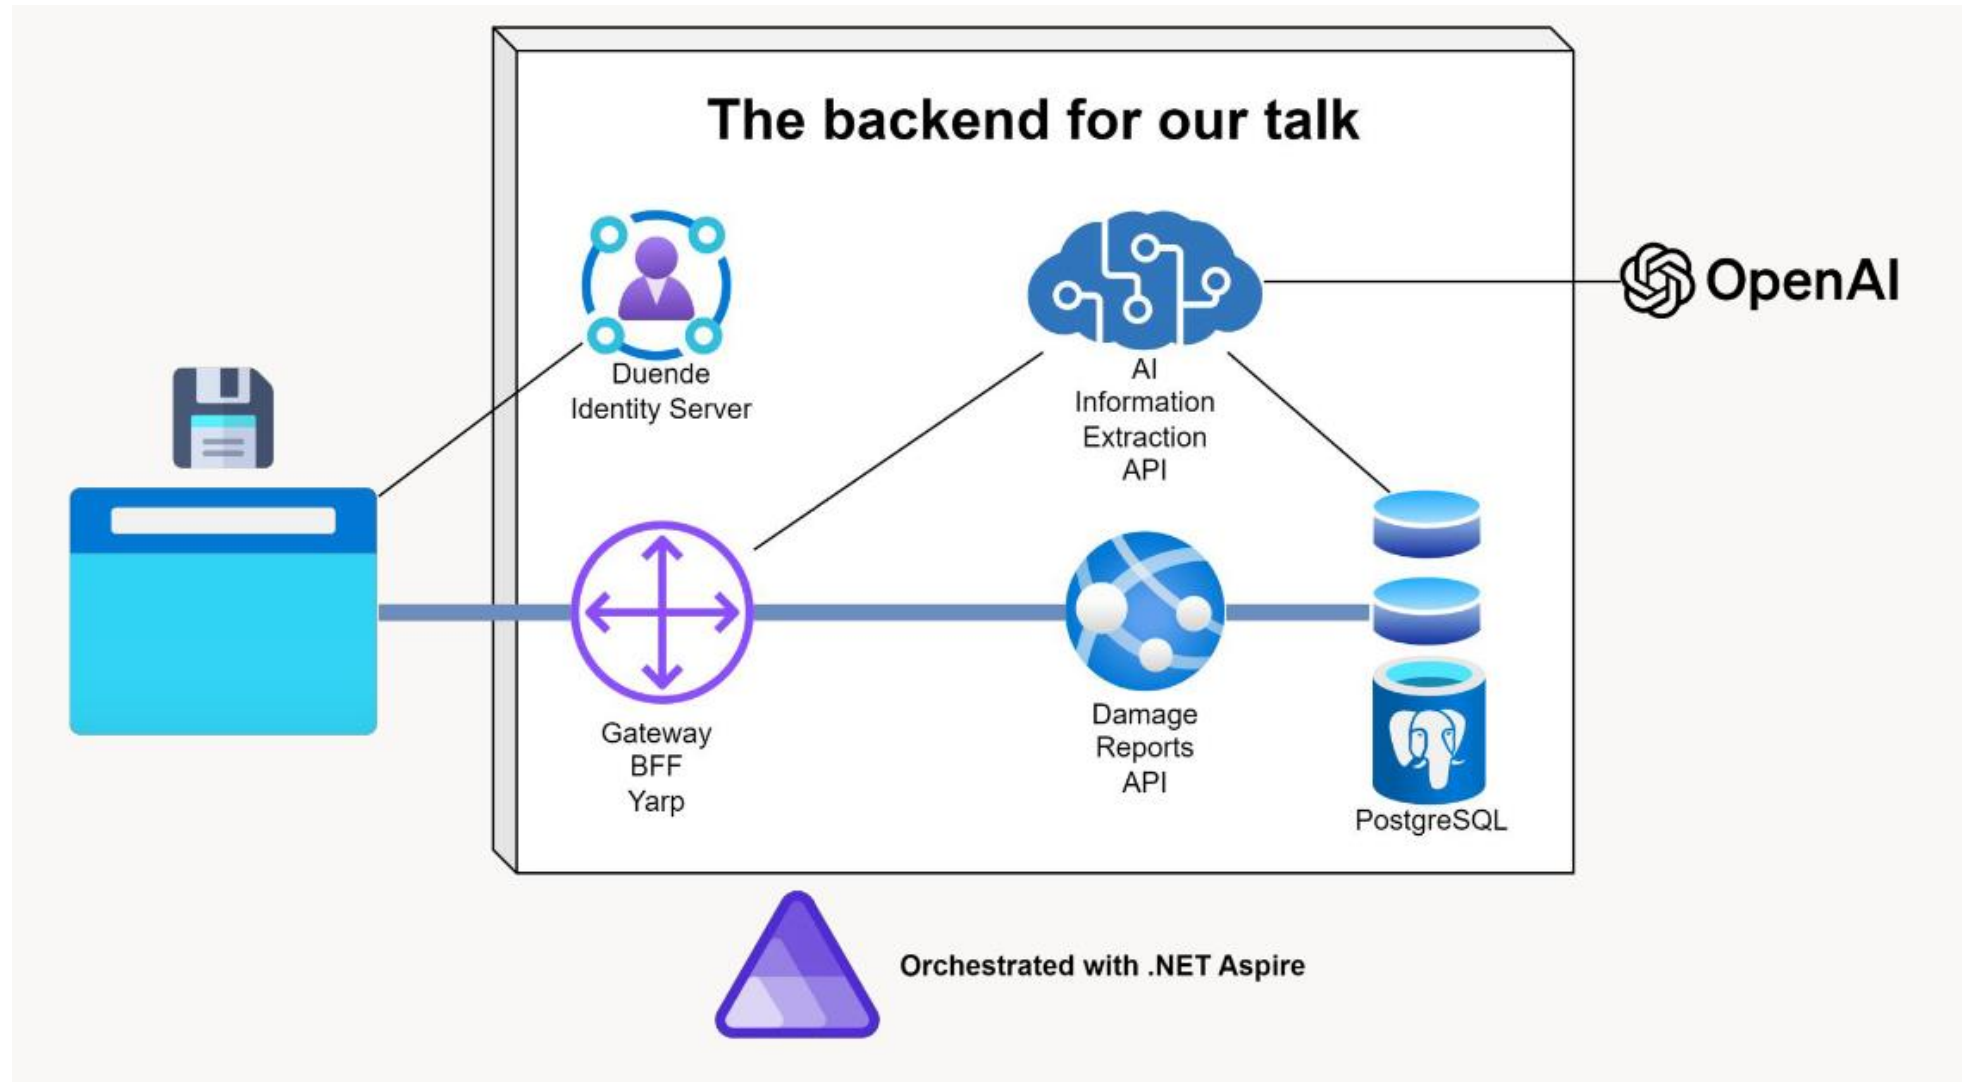 The backend for our talk
Duende
Identity Server
AI
Information
Extraction
API
OpenAI
Gateway
BFF
Yarp
Damage
Reports
API
PostgreSQL
Orchestrated with .NET Aspire